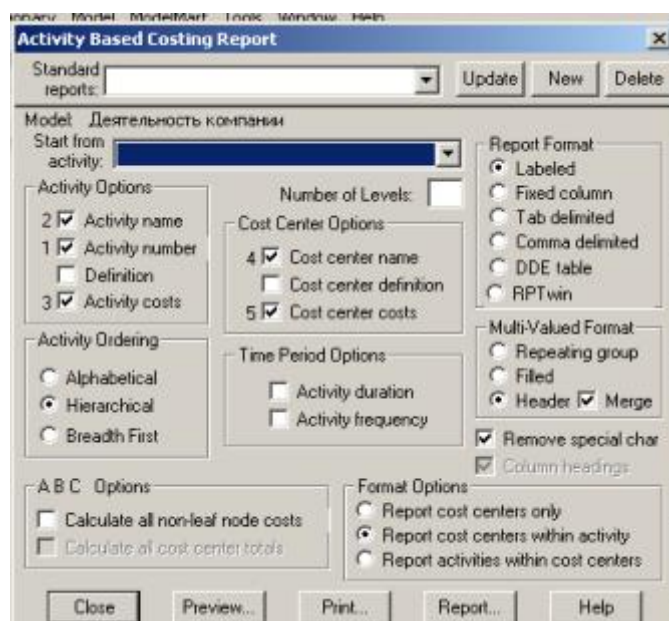 onary Model ModelMart Tools Window Help
Activity Based Costing Report
Standard reports:
Update New Delete
Model: Деятельность компании
Start from activity:
Number of Levels:
Activity Options
2 Activity name
1 Activity number
Definition
3 Activity costs
Cost Center Options
4 Cost center name
Cost center definition
5 Cost center costs
Report Format
Labeled
Fixed column
Tab delimited
Comma delimited
DDE table
RPTwin
Activity Ordering
Alphabetical
Hierarchical
Breadth First
Time Period Options
Activity duration
Activity frequency
Multi-Valued Format
Repeating group
Filled
Header Merge
Remove special char
Column headings
A B C Options
Calculate all non-leaf node costs
Calculate all cost center totals
Format Options
Report cost centers only
Report cost centers within activity
Report activities within cost centers
Close Preview... Print... Report... Help